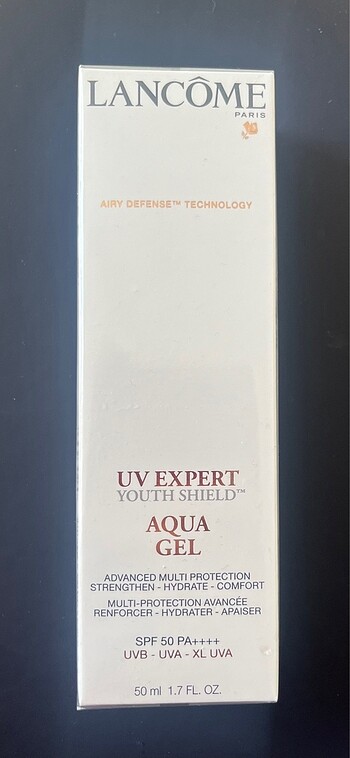 LANCÔME
PARIS
AIRY DEFENSE™ TECHNOLOGY
UV EXPERT
YOUTH SHIELD™
AQUA
GEL
ADVANCED MULTI PROTECTION
STRENGTHEN - HYDRATE - COMFORT
MULTI-PROTECTION AVANCÉE
RENFORCER - HYDRATER - APAISER
SPF 50 PA++++
UVB - UVA - XL UVA
50 ml 1.7 FL. OZ.